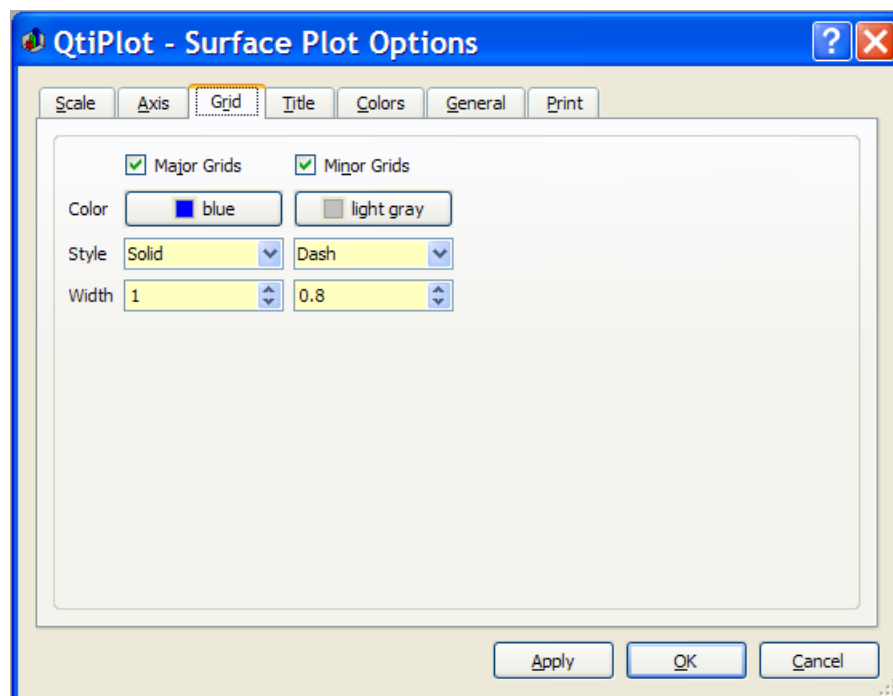 QtiPlot - Surface Plot Options
Scale Axis Grid Title Colors General Print
Major Grids Minor Grids
Color blue light gray
Style Solid Dash
Width 1 0.8
Apply OK Cancel